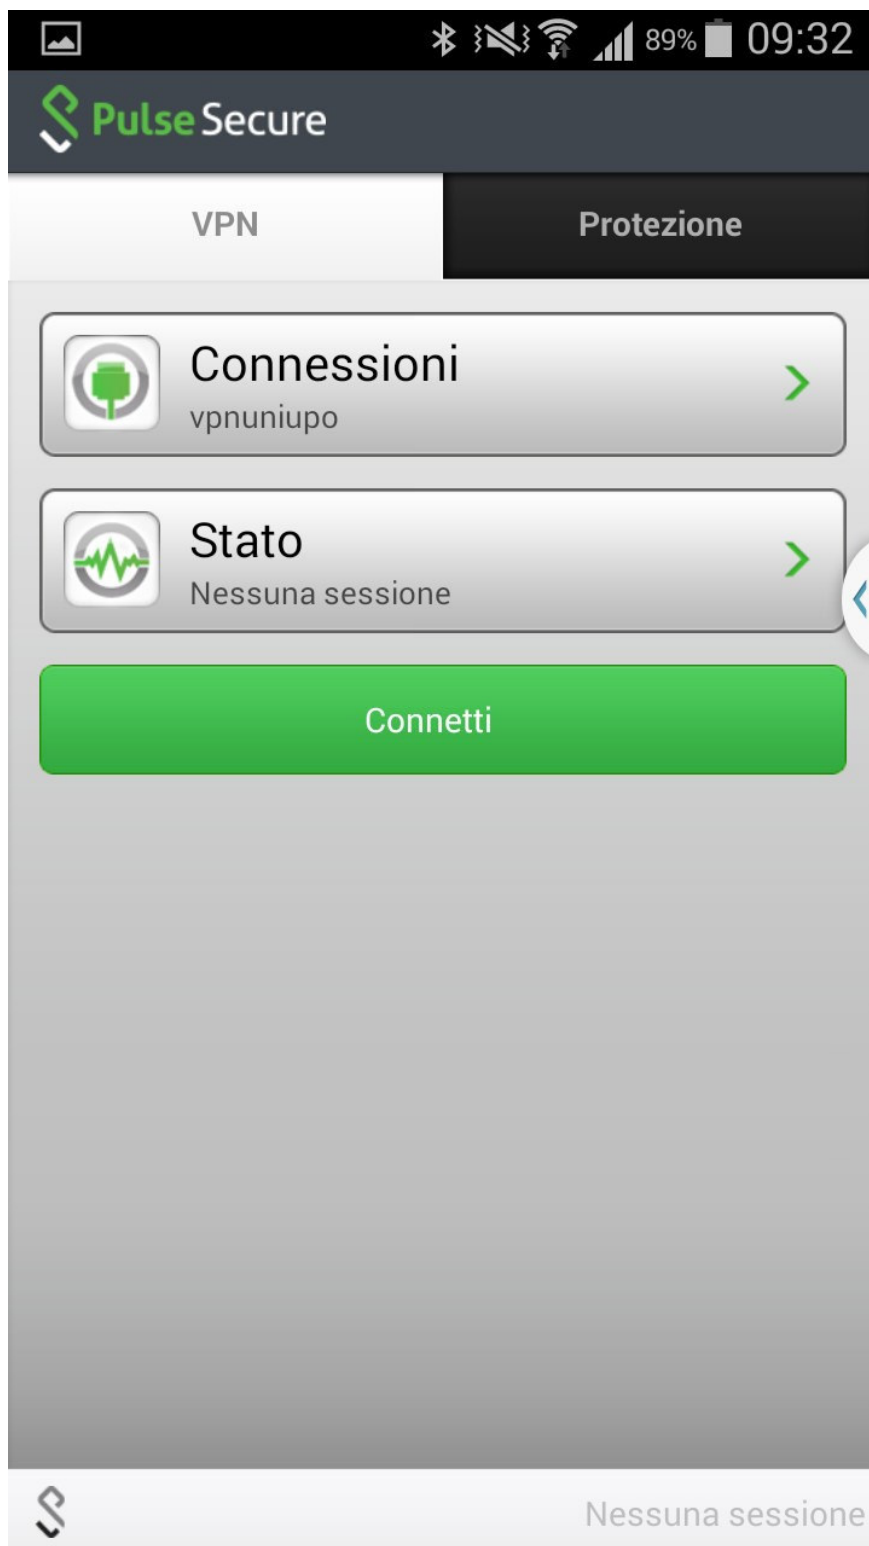 89% 09:32
Pulse Secure
VPN Protezione
Connessioni
vpnuniupo
Stato
Nessuna sessione
Connetti
Nessuna sessione